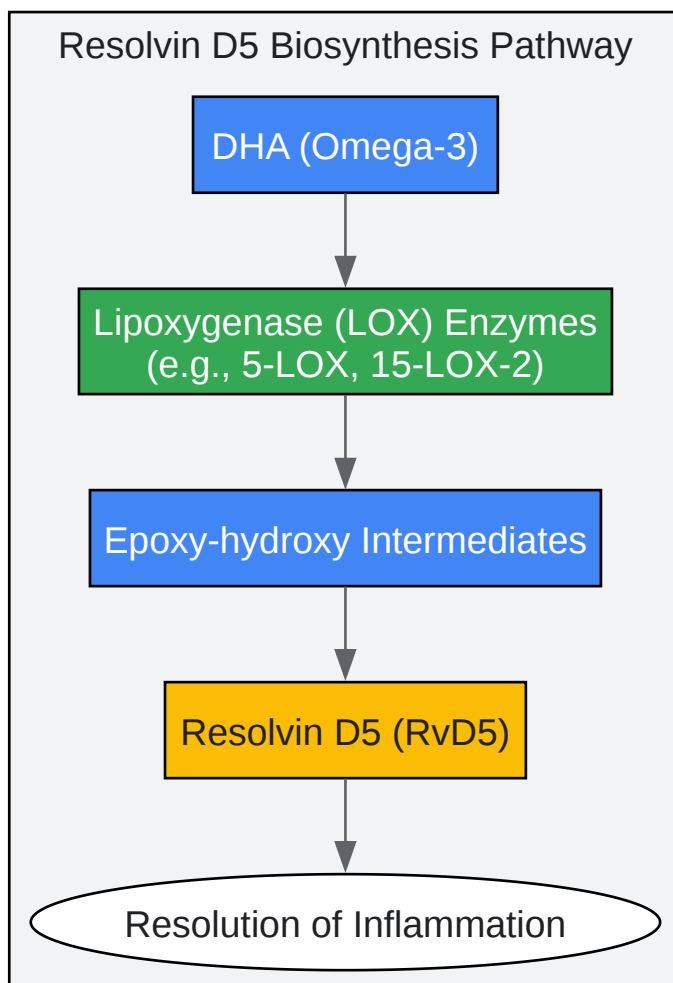 Resolvin D5 Biosynthesis Pathway
DHA (Omega-3)
Lipoxygenase (LOX) Enzymes
(e.g., 5-LOX, 15-LOX-2)
Epoxy-hydroxy Intermediates
Resolvin D5 (RvD5)
Resolution of Inflammation